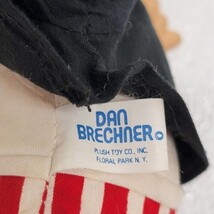 DAN
BRECHNER
PLUSH TOY CO., INC.
FLORAL PARK N.Y.